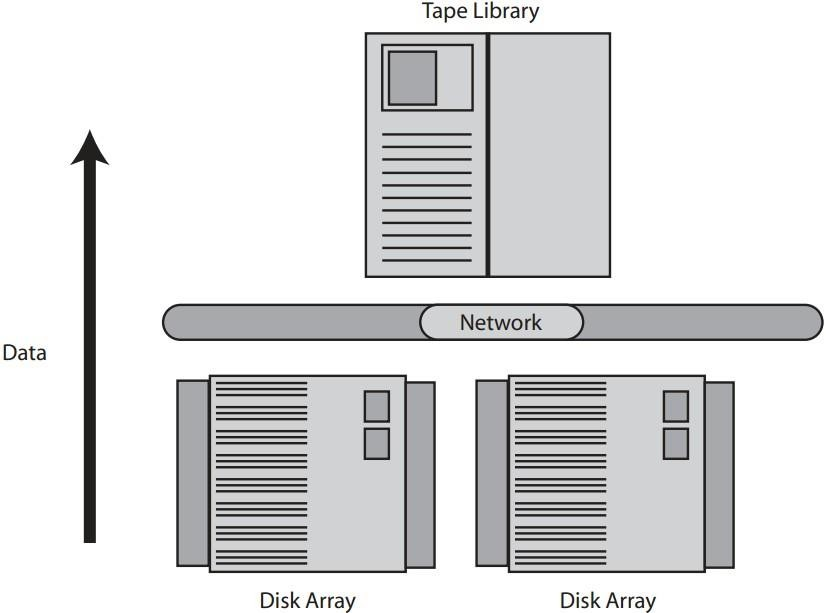 Tape Library
Network
Data
Disk Array
Disk Array